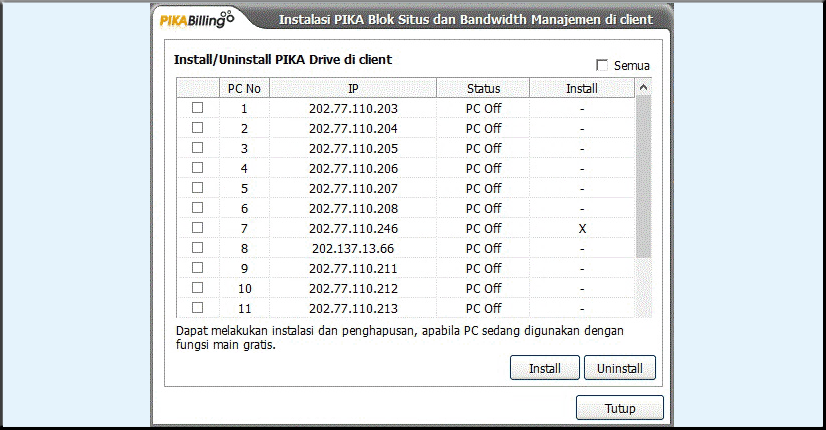 PIKABilling
Instalasi PIKA Blok Situs dan Bandwidth Manajemen di client
Install/Uninstall PIKA Drive di client
Semua
PC No IP Status Install
1 202.77.110.203 PC Off -
2 202.77.110.204 PC Off -
3 202.77.110.205 PC Off -
4 202.77.110.206 PC Off -
5 202.77.110.207 PC Off -
6 202.77.110.208 PC Off -
7 202.77.110.246 PC Off X
8 202.137.13.66 PC Off -
9 202.77.110.211 PC Off -
10 202.77.110.212 PC Off -
11 202.77.110.213 PC Off -
Dapat melakukan instalasi dan penghapusan, apabila PC sedang digunakan dengan
fungsi main gratis.
Install Uninstall
Tutup